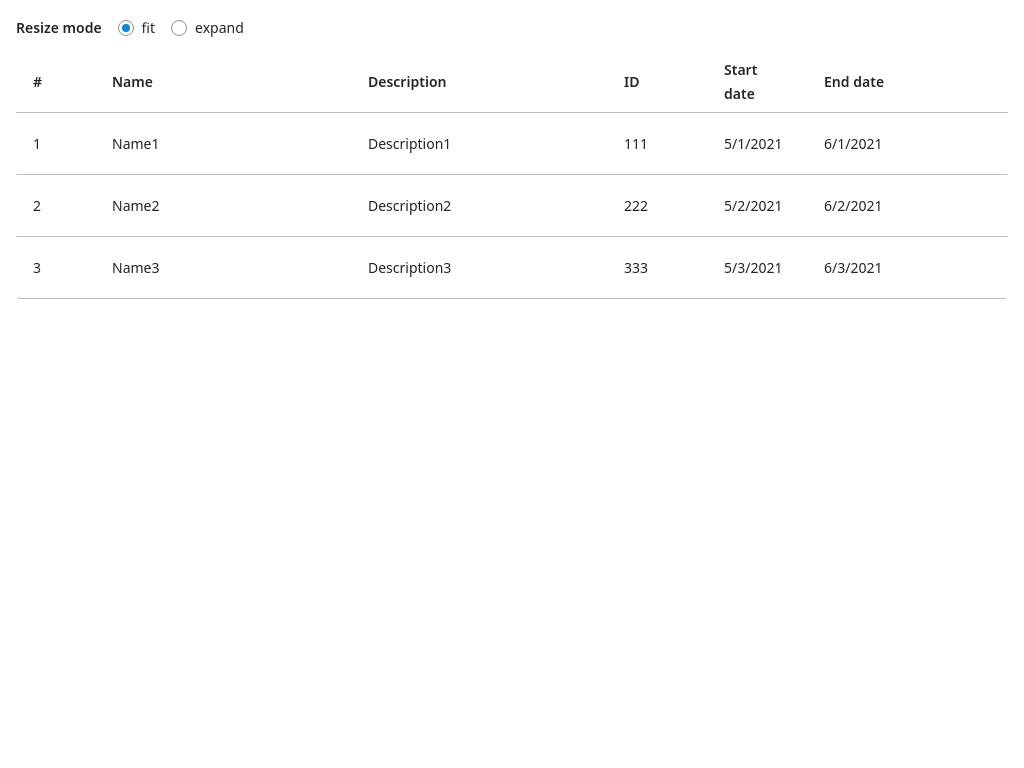 Resize mode fit expand
# Name Description ID Start date End date
1 Name1 Description1 111 5/1/2021 6/1/2021
2 Name2 Description2 222 5/2/2021 6/2/2021
3 Name3 Description3 333 5/3/2021 6/3/2021